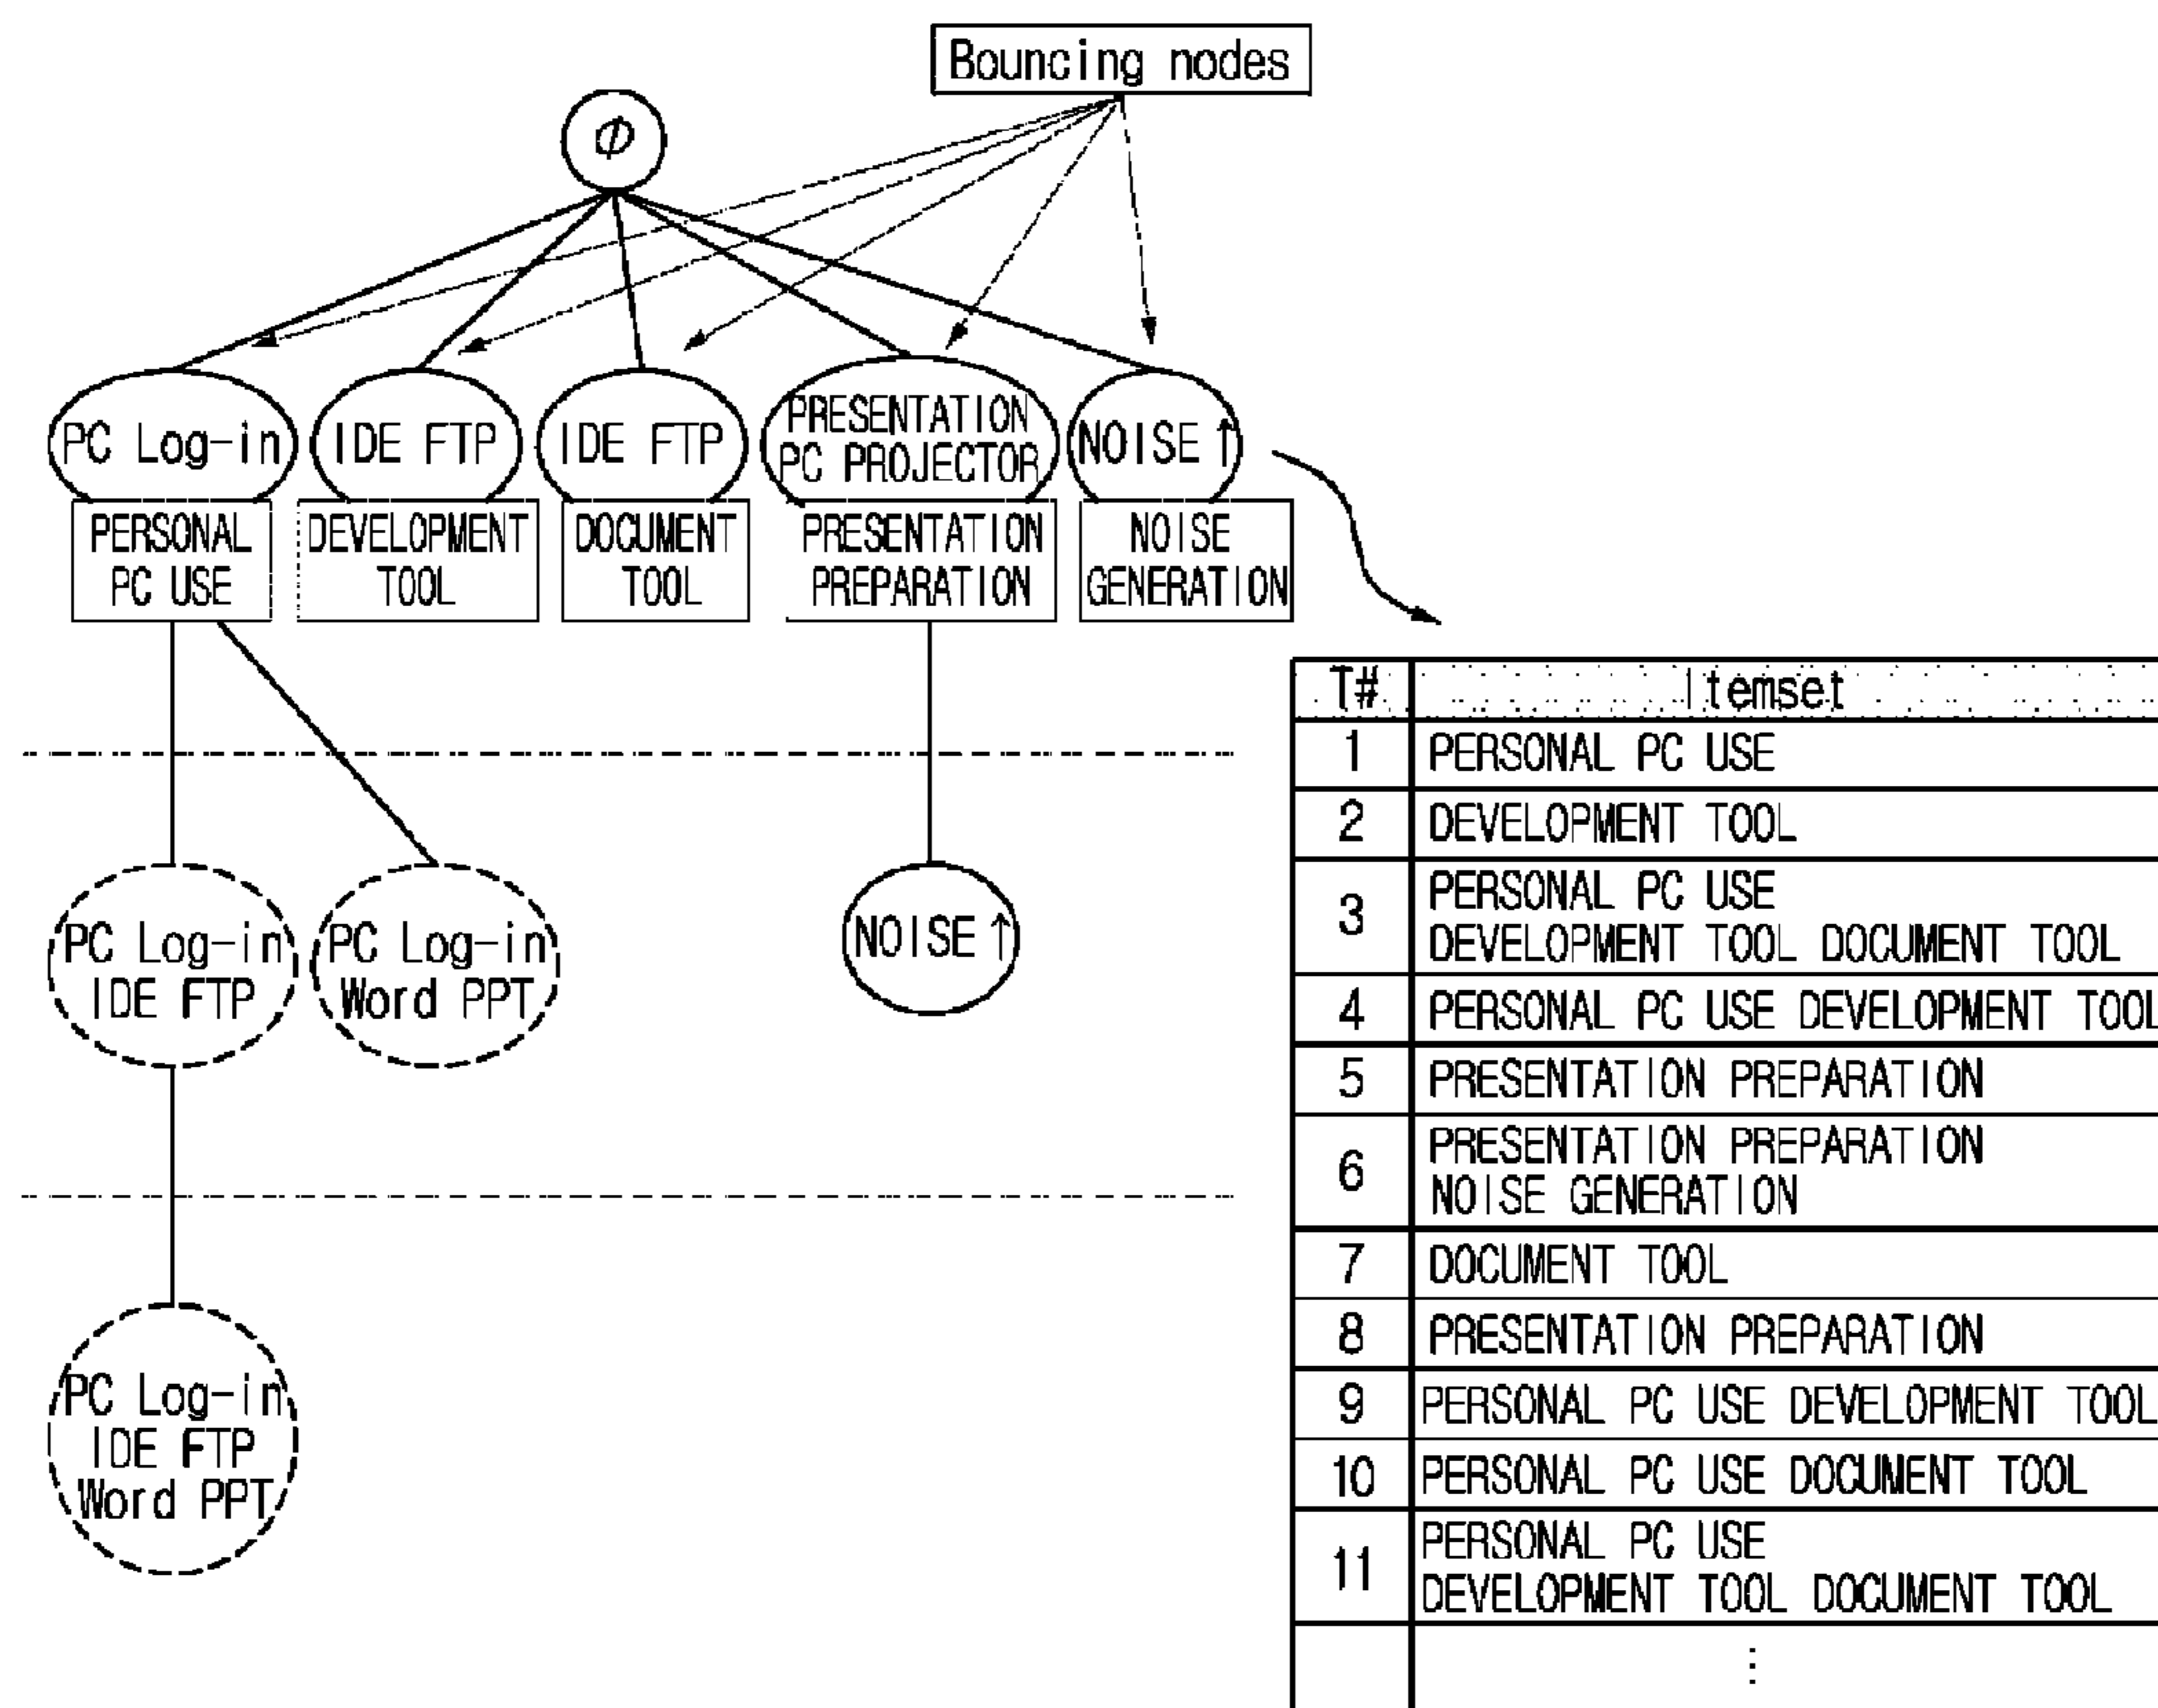 Bouncing nodes
Φ
PC Log-in
IDE FTP
IDE FTP
PRESENTATION
PC PROJECTOR
NOISE ↑
PERSONAL
PC USE
DEVELOPMENT
TOOL
DOCUMENT
TOOL
PRESENTATION
PREPARATION
NOISE
GENERATION
PC Log-in
IDE FTP
PC Log-in
Word PPT
NOISE ↑
PC Log-in
IDE FTP
Word PPT
T# Itemset
1 PERSONAL PC USE
2 DEVELOPMENT TOOL
3 PERSONAL PC USE
DEVELOPMENT TOOL DOCUMENT TOOL
4 PERSONAL PC USE DEVELOPMENT TOOL
5 PRESENTATION PREPARATION
6 PRESENTATION PREPARATION
NOISE GENERATION
7 DOCUMENT TOOL
8 PRESENTATION PREPARATION
9 PERSONAL PC USE DEVELOPMENT TOOL
10 PERSONAL PC USE DOCUMENT TOOL
11 PERSONAL PC USE
DEVELOPMENT TOOL DOCUMENT TOOL
⋮